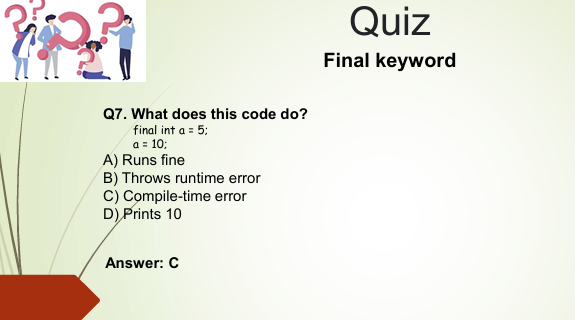 Quiz
Final keyword
Q7. What does this code do?
final int a = 5;
a = 10;
A) Runs fine
B) Throws runtime error
C) Compile-time error
D) Prints 10
Answer: C